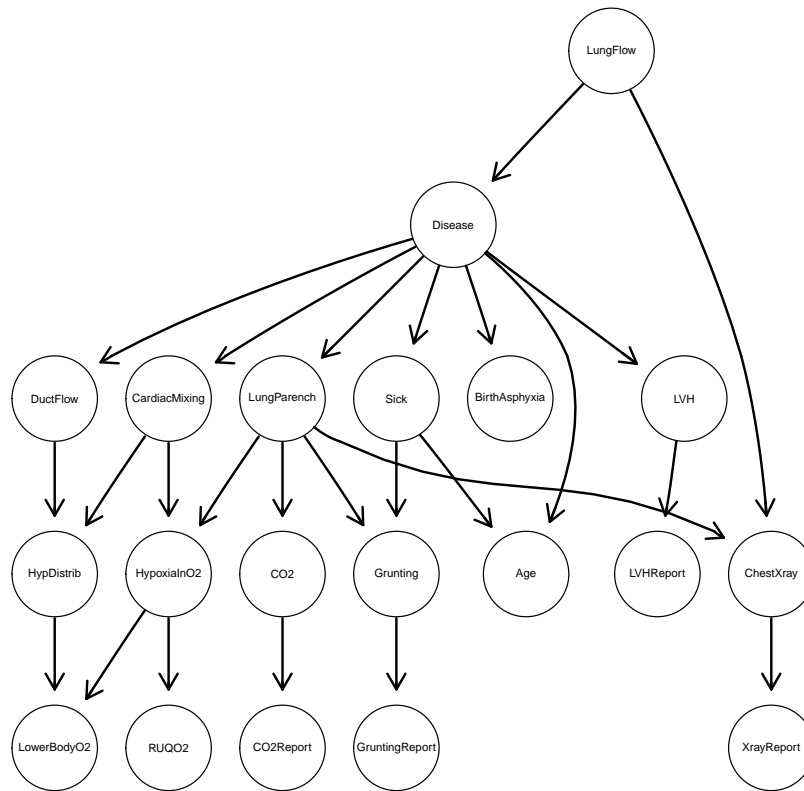 LungFlow
Disease
DuctFlow
CardiacMixing
LungParench
Sick
BirthAsphyxia
LVH
HypDistrib
HypoxiaInO2
CO2
Grunting
Age
LVHReport
ChestXray
LowerBodyO2
RUQO2
CO2Report
GruntingReport
XrayReport